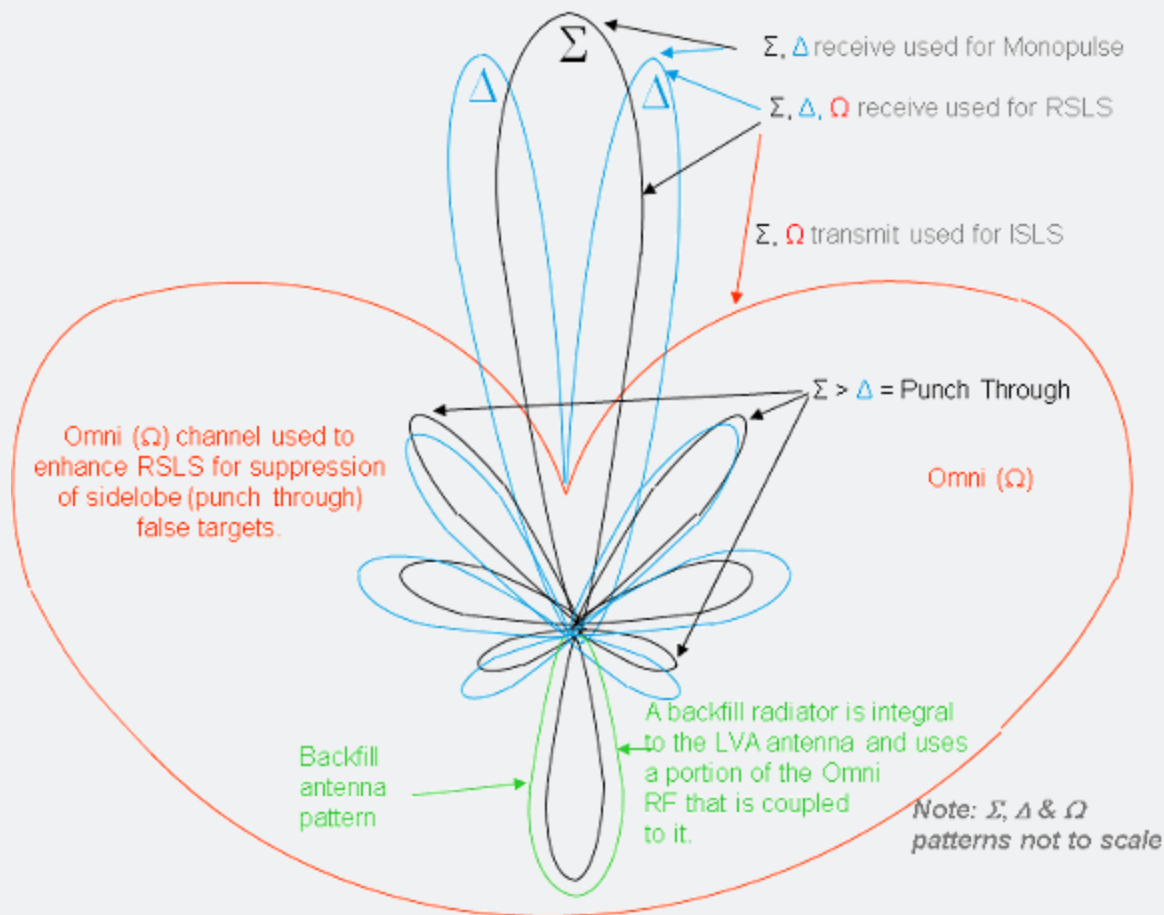 Σ
Δ
Δ
Σ, Δ receive used for Monopulse
Σ, Δ, Ω receive used for RSLS
Σ, Ω transmit used for ISLS
Σ > Δ = Punch Through
Omni (Ω) channel used to
enhance RSLS for suppression
of sidelobe (punch through)
false targets.
Omni (Ω)
Backfill
antenna
pattern
A backfill radiator is integral
to the LVA antenna and uses
a portion of the Omni
RF that is coupled
to it.
Note: Σ, Δ & Ω
patterns not to scale